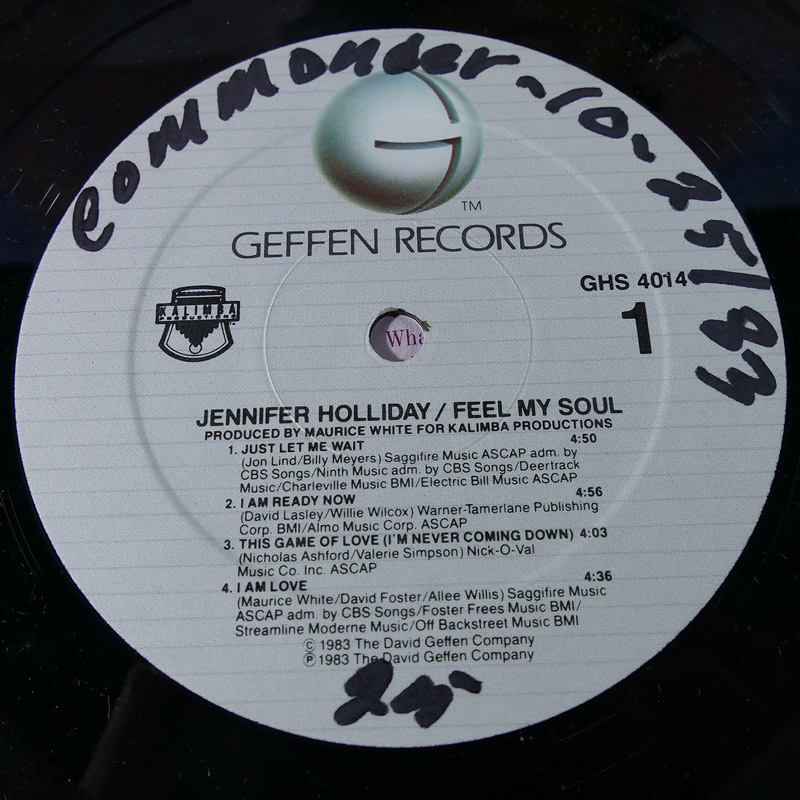 Commander-10-25/83
TM
GEFFEN RECORDS
KALIMBA
PRODUCTIONS
GHS 4014
1
Wha
JENNIFER HOLLIDAY / FEEL MY SOUL
PRODUCED BY MAURICE WHITE FOR KALIMBA PRODUCTIONS
1. JUST LET ME WAIT 4:50
(Jon Lind/Billy Meyers) Saggifire Music ASCAP adm. by
CBS Songs/Ninth Music adm. by CBS Songs/Deertrack
Music/Charleville Music BMI/Electric Bill Music ASCAP
2. I AM READY NOW 4:56
(David Lasley/Willie Wilcox) Warner-Tamerlane Publishing
Corp. BMI/Almo Music Corp. ASCAP
3. THIS GAME OF LOVE (I'M NEVER COMING DOWN) 4:03
(Nicholas Ashford/Valerie Simpson) Nick-O-Val
Music Co. Inc. ASCAP
4. I AM LOVE 4:36
(Maurice White/David Foster/Allee Willis) Saggifire Music
ASCAP adm. by CBS Songs/Foster Frees Music BMI/
Streamline Moderne Music/Off Backstreet Music BMI
© 1983 The David Geffen Company
℗ 1983 The David Geffen Company